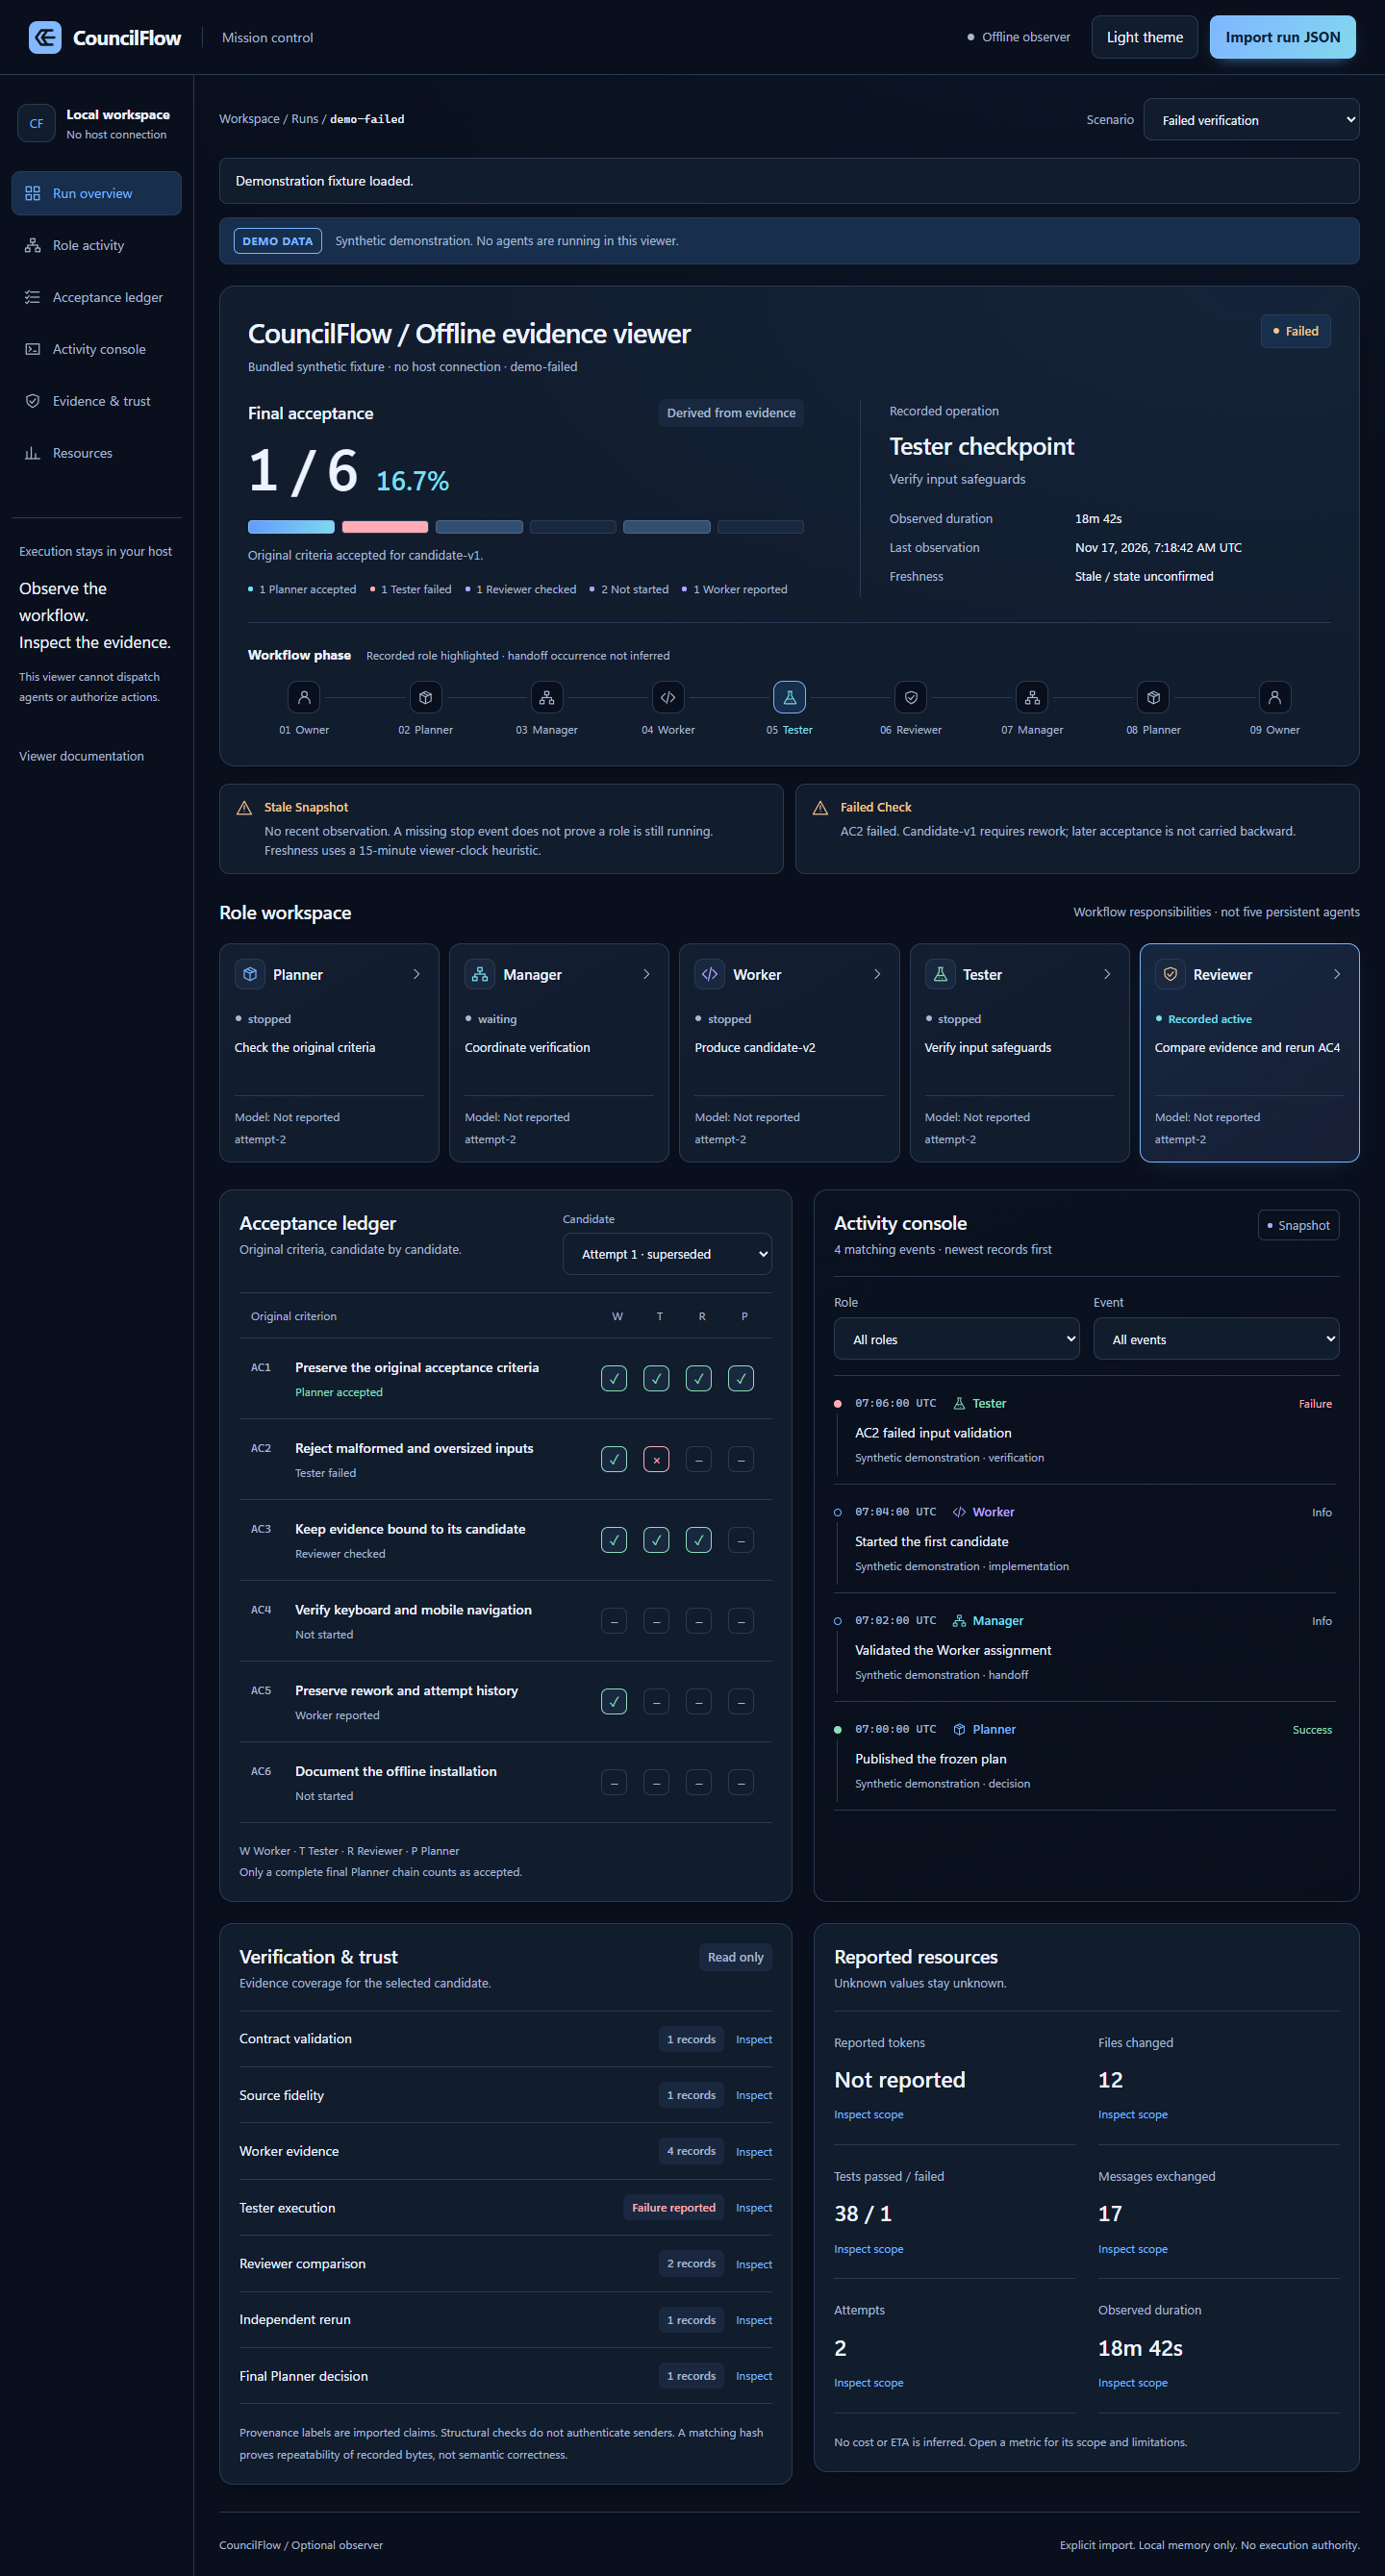 CouncilFlow
Mission control
Offline observer
Light theme
Import run JSON
CF
Local workspace
No host connection
Run overview
Role activity
Acceptance ledger
Activity console
Evidence & trust
Resources
Execution stays in your host
Observe the
workflow.
Inspect the evidence.
This viewer cannot dispatch
agents or authorize actions.
Viewer documentation
Workspace / Runs / demo-failed
Scenario
Failed verification
Demonstration fixture loaded.
DEMO DATA
Synthetic demonstration. No agents are running in this viewer.
CouncilFlow / Offline evidence viewer
Failed
Bundled synthetic fixture · no host connection · demo-failed
Final acceptance
Derived from evidence
1 / 6 16.7%
Original criteria accepted for candidate-v1.
1 Planner accepted 1 Tester failed 1 Reviewer checked 2 Not started 1 Worker reported
Recorded operation
Tester checkpoint
Verify input safeguards
Observed duration 18m 42s
Last observation Nov 17, 2026, 7:18:42 AM UTC
Freshness Stale / state unconfirmed
Workflow phase Recorded role highlighted · handoff occurrence not inferred
01 Owner 02 Planner 03 Manager 04 Worker 05 Tester 06 Reviewer 07 Manager 08 Planner 09 Owner
Stale Snapshot
No recent observation. A missing stop event does not prove a role is still running.
Freshness uses a 15-minute viewer-clock heuristic.
Failed Check
AC2 failed. Candidate-v1 requires rework; later acceptance is not carried backward.
Role workspace
Workflow responsibilities · not five persistent agents
Planner
stopped
Check the original criteria
Model: Not reported
attempt-2
Manager
waiting
Coordinate verification
Model: Not reported
attempt-2
Worker
stopped
Produce candidate-v2
Model: Not reported
attempt-2
Tester
stopped
Verify input safeguards
Model: Not reported
attempt-2
Reviewer
Recorded active
Compare evidence and rerun AC4
Model: Not reported
attempt-2
Acceptance ledger
Original criteria, candidate by candidate.
Candidate
Attempt 1 · superseded
Original criterion W T R P
AC1 Preserve the original acceptance criteria ✓ ✓ ✓ ✓
Planner accepted
AC2 Reject malformed and oversized inputs ✓ × – –
Tester failed
AC3 Keep evidence bound to its candidate ✓ ✓ ✓ –
Reviewer checked
AC4 Verify keyboard and mobile navigation – – – –
Not started
AC5 Preserve rework and attempt history ✓ – – –
Worker reported
AC6 Document the offline installation – – – –
Not started
W Worker · T Tester · R Reviewer · P Planner
Only a complete final Planner chain counts as accepted.
Activity console
Snapshot
4 matching events · newest records first
Role
All roles
Event
All events
07:06:00 UTC Tester Failure
AC2 failed input validation
Synthetic demonstration · verification
07:04:00 UTC Worker Info
Started the first candidate
Synthetic demonstration · implementation
07:02:00 UTC Manager Info
Validated the Worker assignment
Synthetic demonstration · handoff
07:00:00 UTC Planner Success
Published the frozen plan
Synthetic demonstration · decision
Verification & trust
Read only
Evidence coverage for the selected candidate.
Contract validation 1 records Inspect
Source fidelity 1 records Inspect
Worker evidence 4 records Inspect
Tester execution Failure reported Inspect
Reviewer comparison 2 records Inspect
Independent rerun 1 records Inspect
Final Planner decision 1 records Inspect
Provenance labels are imported claims. Structural checks do not authenticate senders. A matching hash
proves repeatability of recorded bytes, not semantic correctness.
Reported resources
Unknown values stay unknown.
Reported tokens
Not reported
Inspect scope
Files changed
12
Inspect scope
Tests passed / failed
38 / 1
Inspect scope
Messages exchanged
17
Inspect scope
Attempts
2
Inspect scope
Observed duration
18m 42s
Inspect scope
No cost or ETA is inferred. Open a metric for its scope and limitations.
CouncilFlow / Optional observer
Explicit import. Local memory only. No execution authority.